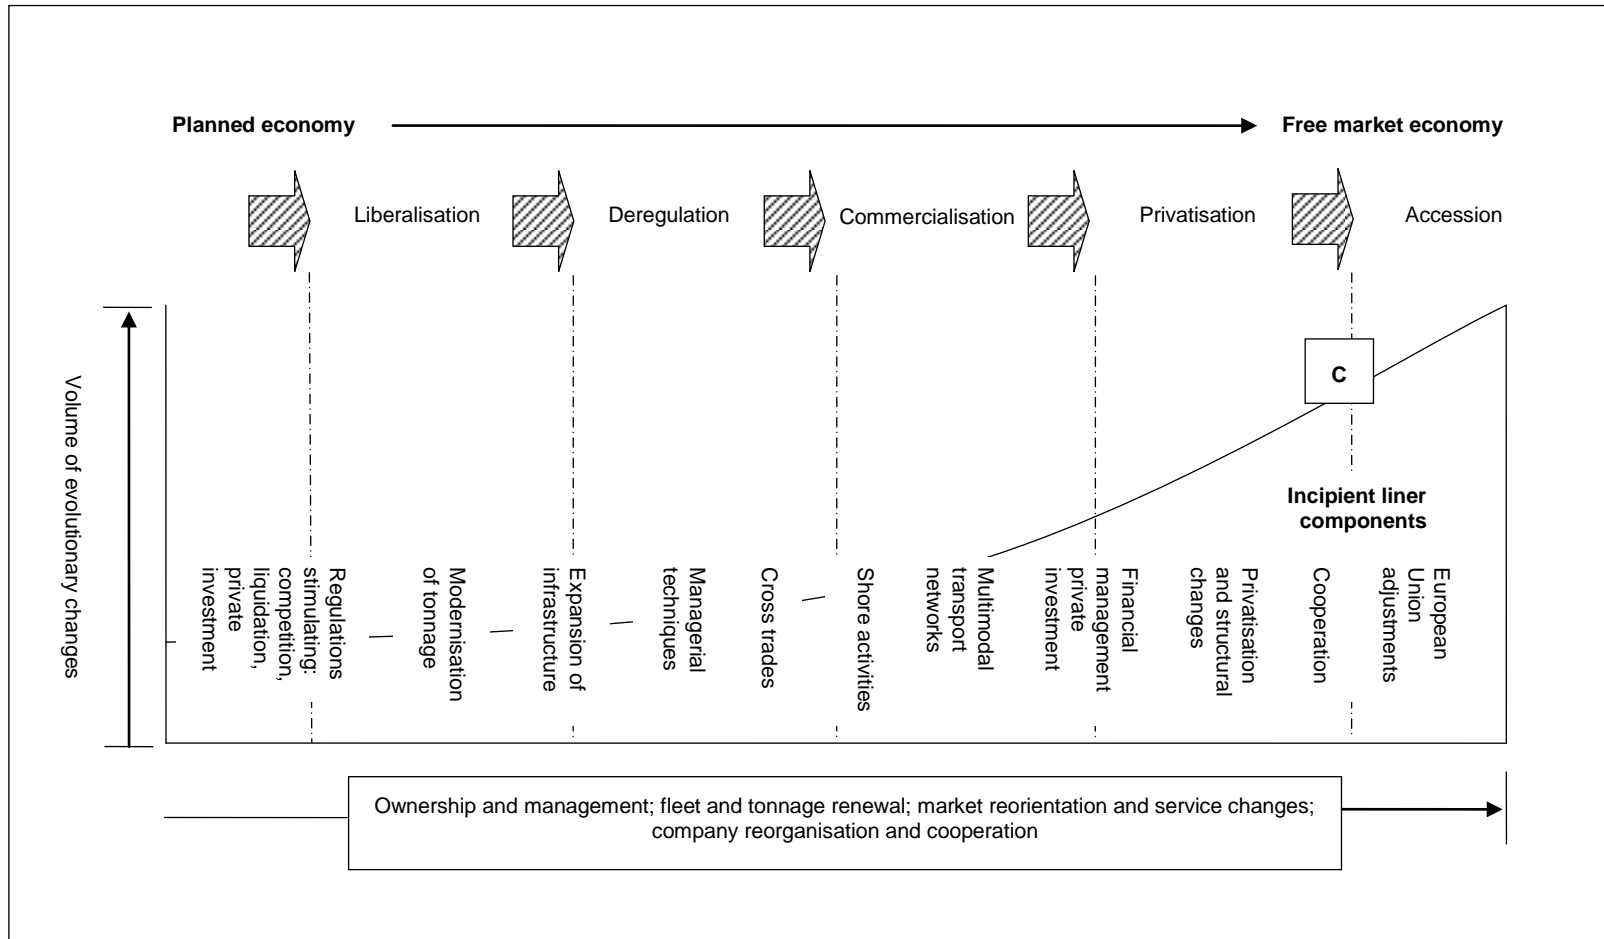 Planned economy
Free market economy
Liberalisation
Deregulation
Commercialisation
Privatisation
Accession
Volume of evolutionary changes
C
Incipient liner
components
Regulations
stimulating:
competition,
liquidation,
private
investment
Modernisation
of tonnage
Expansion of
infrastructure
Managerial
techniques
Cross trades
Shore activities
Multimodal
transport
networks
Financial
management
private
investment
Privatisation
and structural
changes
Cooperation
European
Union
adjustments
Ownership and management; fleet and tonnage renewal; market reorientation and service changes;
company reorganisation and cooperation